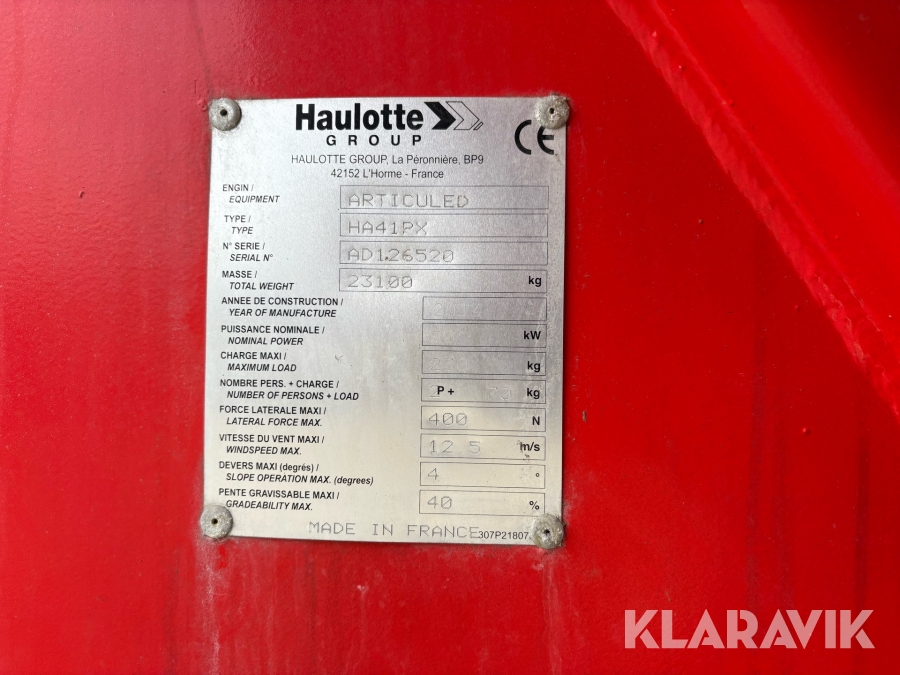 Haulotte
GROUP
CE
HAULOTTE GROUP, La Péronnière, BP9
42152 L'Horme - France
ENGIN /
EQUIPMENT
ARTICULED
TYPE /
TYPE
HA41PX
N° SERIE /
SERIAL N°
AD126520
MASSE /
TOTAL WEIGHT
23100 kg
ANNEE DE CONSTRUCTION /
YEAR OF MANUFACTURE
PUISSANCE NOMINALE /
NOMINAL POWER
kW
CHARGE MAXI /
MAXIMUM LOAD
kg
NOMBRE PERS. + CHARGE /
NUMBER OF PERSONS + LOAD
P + kg
FORCE LATERALE MAXI /
LATERAL FORCE MAX.
400 N
VITESSE DU VENT MAXI /
WINDSPEED MAX.
12 5 m/s
DEVERS MAXI (degrés) /
SLOPE OPERATION MAX. (degrees)
4 °
PENTE GRAVISSABLE MAXI /
GRADEABILITY MAX.
40 %
MADE IN FRANCE
KLARAVIK